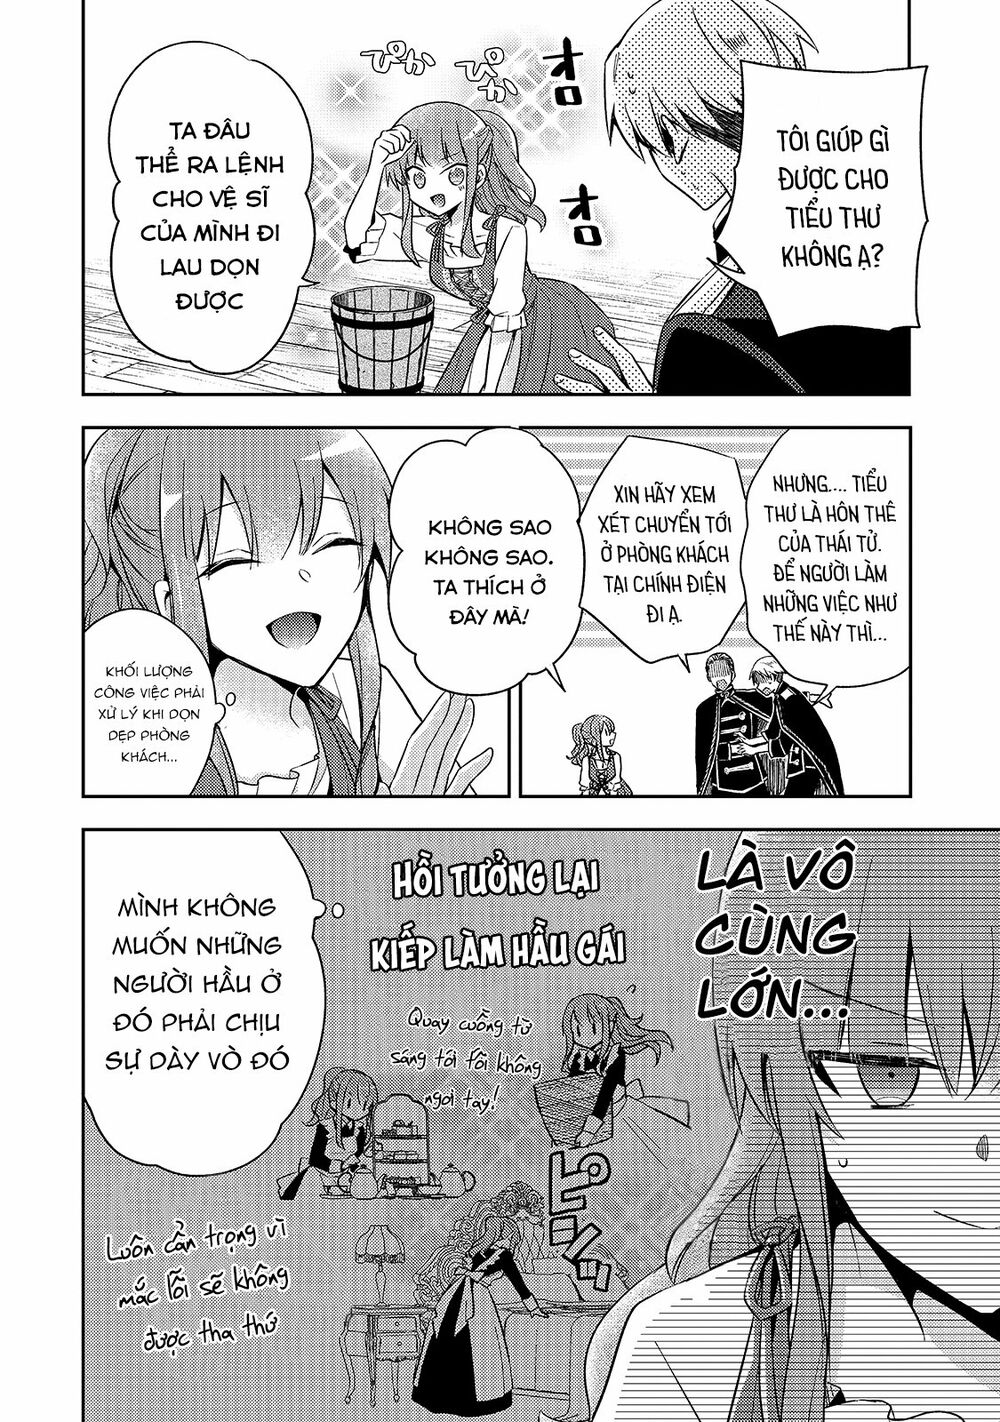 TÔI GIÚP GÌ
ĐƯỢC CHO
TIỂU THƯ
KHÔNG Ạ?
オロ
オロ
ぴか
ぴか
TA ĐÂU
THỂ RA LỆNH
CHO VỆ SĨ
CỦA MÌNH ĐI
LAU DỌN
ĐƯỢC
NHƯNG.... TIỂU
THƯ LÀ HÔN THÊ
CỦA THÁI TỬ.
ĐỂ NGƯỜI LÀM
NHỮNG VIỆC NHƯ
THẾ NÀY THÌ...
XIN HÃY XEM
XÉT CHUYỂN TỚI
Ở PHÒNG KHÁCH
TẠI CHÍNH ĐIỆN
ĐI Ạ.
KHÔNG SAO
KHÔNG SAO.
TA THÍCH Ở
ĐÂY MÀ!
KHỐI LƯỢNG
CÔNG VIỆC PHẢI
XỬ LÝ KHI DỌN
DẸP PHÒNG
KHÁCH...
LÀ VÔ
CÙNG
LỚN...
HỒI TƯỞNG LẠI
KIẾP LÀM HẦU GÁI
Quay cuồng từ
sáng tới tối không
ngơi tay!
ピシッ
MÌNH KHÔNG
MUỐN NHỮNG
NGƯỜI HẦU Ở
ĐÓ PHẢI CHỊU
SỰ DÀY VÒ ĐÓ
Luôn cẩn trọng vì
mắc lỗi sẽ không
được tha thứ